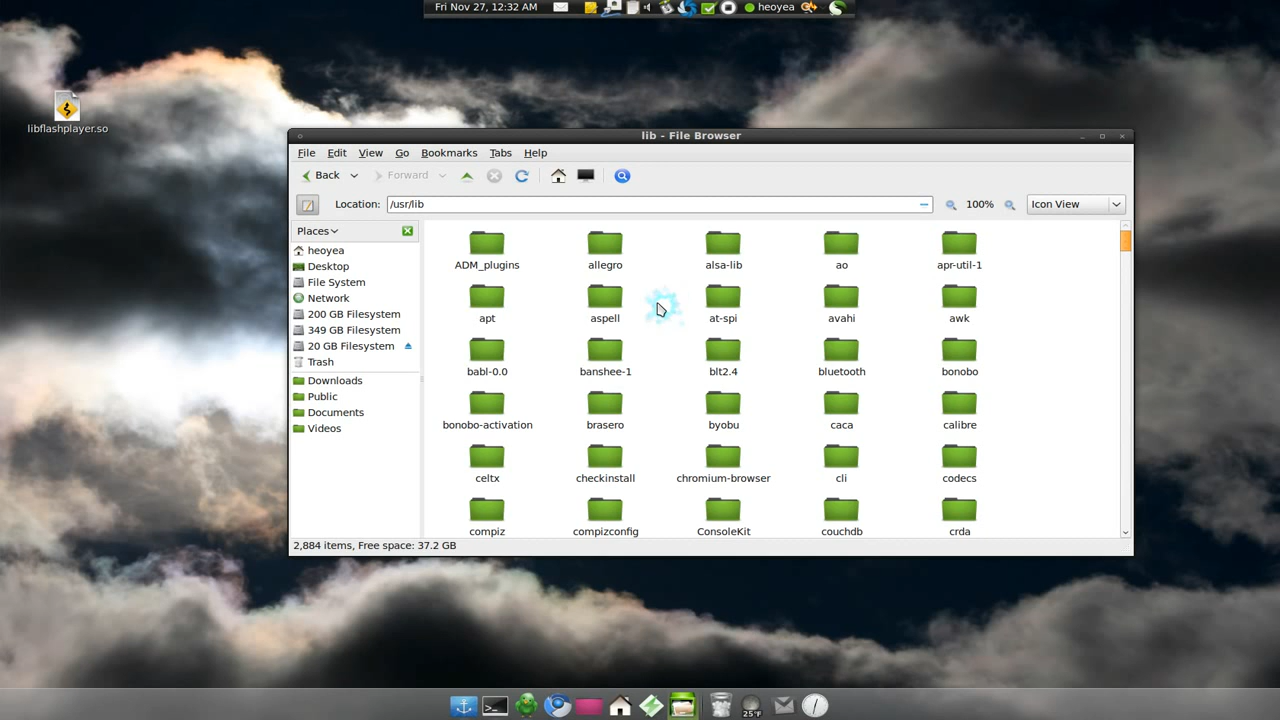 Fri Nov 27, 12:32 AM heoyea
libflashplayer.so
lib - File Browser
File Edit View Go Bookmarks Tabs Help
Back Forward
Location: /usr/lib 100% Icon View
Places
heoyea
Desktop
File System
Network
200 GB Filesystem
349 GB Filesystem
20 GB Filesystem
Trash
Downloads
Public
Documents
Videos
ADM_plugins allegro alsa-lib ao apr-util-1
apt aspell at-spi avahi awk
babl-0.0 banshee-1 blt2.4 bluetooth bonobo
bonobo-activation brasero byobu caca calibre
celtx checkinstall chromium-browser cli codecs
compiz compizconfig ConsoleKit couchdb crda
2,884 items, Free space: 37.2 GB
25°F